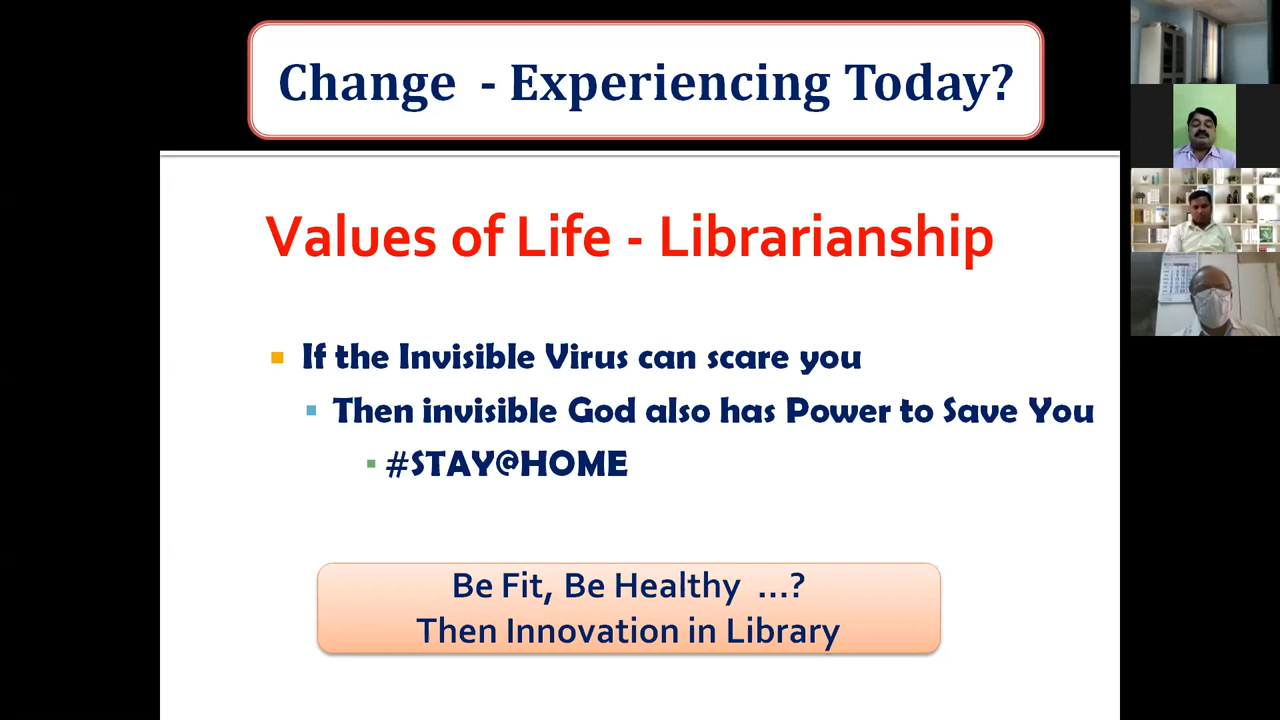 Change - Experiencing Today?
Values of Life - Librarianship
If the Invisible Virus can scare you
Then invisible God also has Power to Save You
#STAY@HOME
Be Fit, Be Healthy ...?
Then Innovation in Library